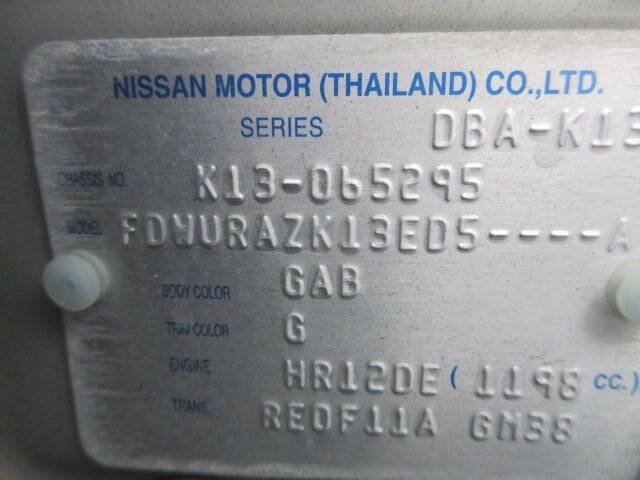 NISSAN MOTOR (THAILAND) CO.,LTD.
SERIES DBA-K13
CHASSIS NO. K13-065295
MODEL FDWURAZK13ED5----A
BODY COLOR GAB
TRIM COLOR G
ENGINE HR12DE ( 1198 CC.)
TRANS. RE0F11A GM38